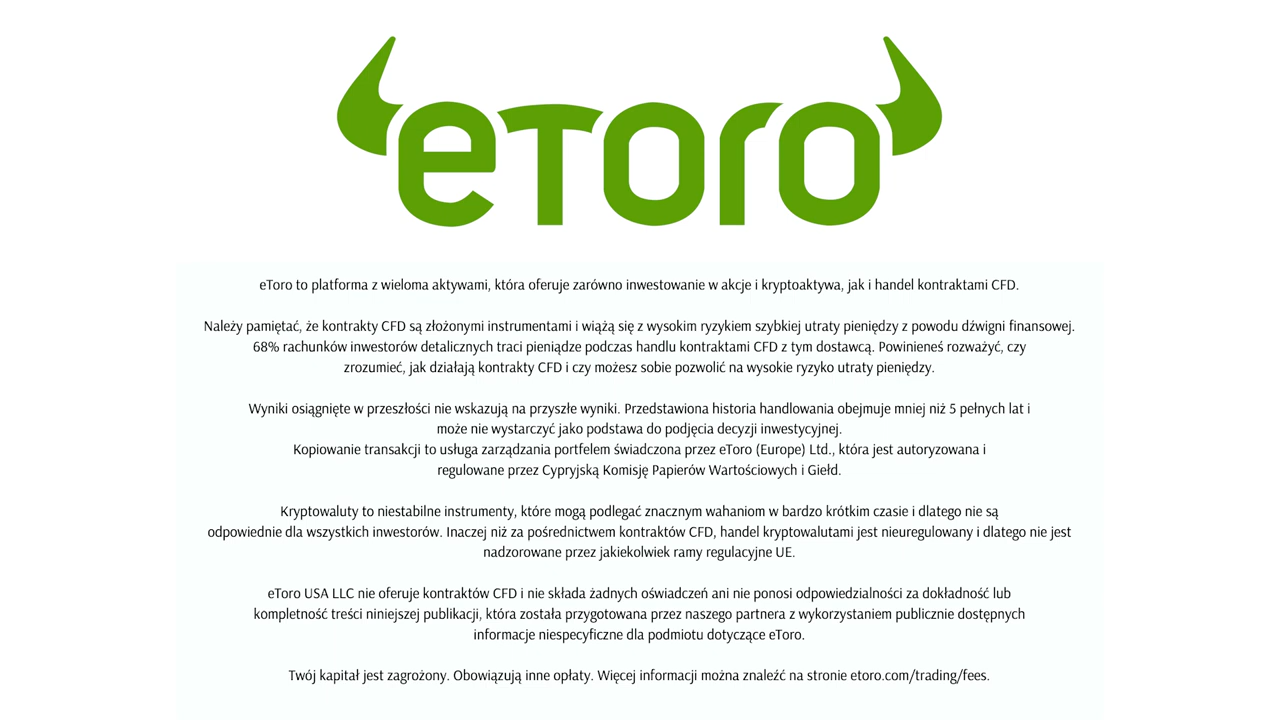 eToro
eToro to platforma z wieloma aktywami, która oferuje zarówno inwestowanie w akcje i kryptoaktywa, jak i handel kontraktami CFD.
Należy pamiętać, że kontrakty CFD są złożonymi instrumentami i wiążą się z wysokim ryzykiem szybkiej utraty pieniędzy z powodu dźwigni finansowej.
68% rachunków inwestorów detalicznych traci pieniądze podczas handlu kontraktami CFD z tym dostawcą. Powinieneś rozważyć, czy
zrozumieć, jak działają kontrakty CFD i czy możesz sobie pozwolić na wysokie ryzyko utraty pieniędzy.
Wyniki osiągnięte w przeszłości nie wskazują na przyszłe wyniki. Przedstawiona historia handlowania obejmuje mniej niż 5 pełnych lat i
może nie wystarczyć jako podstawa do podjęcia decyzji inwestycyjnej.
Kopiowanie transakcji to usługa zarządzania portfelem świadczona przez eToro (Europe) Ltd., która jest autoryzowana i
regulowane przez Cypryjską Komisję Papierów Wartościowych i Giełd.
Kryptowaluty to niestabilne instrumenty, które mogą podlegać znacznym wahaniom w bardzo krótkim czasie i dlatego nie są
odpowiednie dla wszystkich inwestorów. Inaczej niż za pośrednictwem kontraktów CFD, handel kryptowalutami jest nieuregulowany i dlatego nie jest
nadzorowane przez jakiekolwiek ramy regulacyjne UE.
eToro USA LLC nie oferuje kontraktów CFD i nie składa żadnych oświadczeń ani nie ponosi odpowiedzialności za dokładność lub
kompletność treści niniejszej publikacji, która została przygotowana przez naszego partnera z wykorzystaniem publicznie dostępnych
informacje niespecyficzne dla podmiotu dotyczące eToro.
Twój kapitał jest zagrożony. Obowiązują inne opłaty. Więcej informacji można znaleźć na stronie etoro.com/trading/fees.